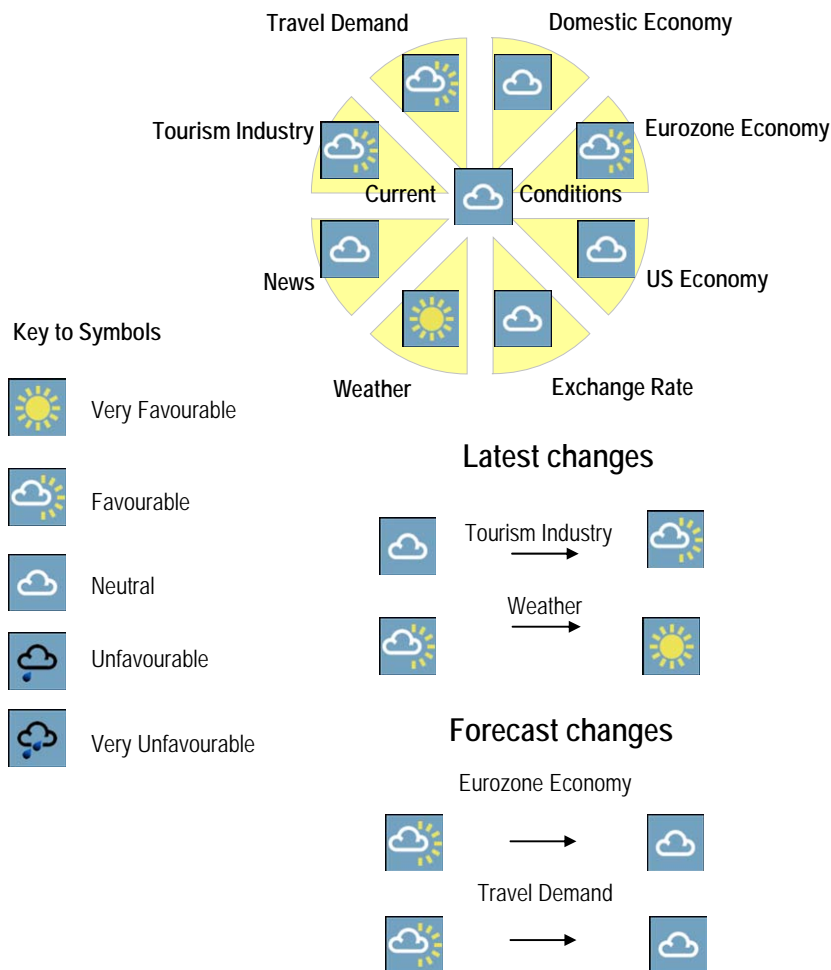 Travel Demand
Domestic Economy
Tourism Industry
Eurozone Economy
Current
Conditions
News
US Economy
Weather
Exchange Rate
Key to Symbols
Very Favourable
Favourable
Neutral
Unfavourable
Very Unfavourable
Latest changes
Tourism Industry
Weather
Forecast changes
Eurozone Economy
Travel Demand